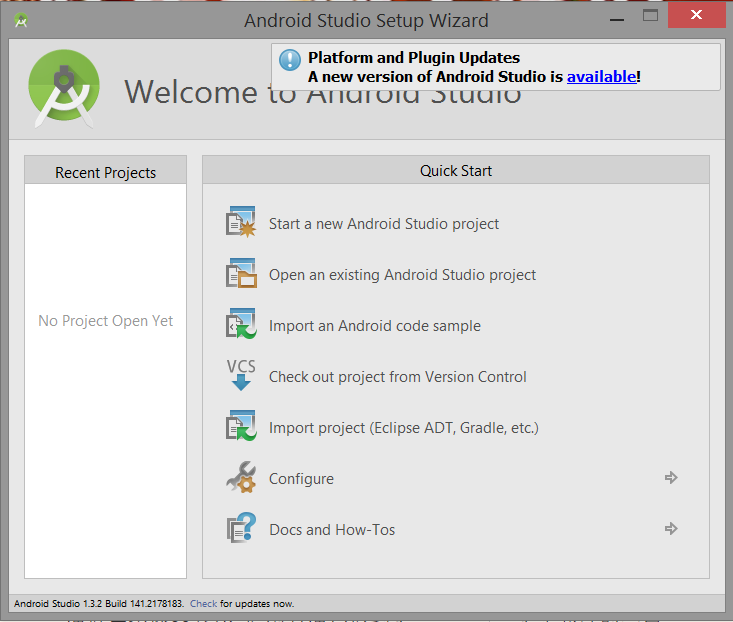 Android Studio Setup Wizard
Platform and Plugin Updates
A new version of Android Studio is available!
Welcome to Android Studio
Recent Projects
Quick Start
No Project Open Yet
Start a new Android Studio project
Open an existing Android Studio project
Import an Android code sample
VCS
Check out project from Version Control
Import project (Eclipse ADT, Gradle, etc.)
Configure
Docs and How-Tos
Android Studio 1.3.2 Build 141.2178183. Check for updates now.